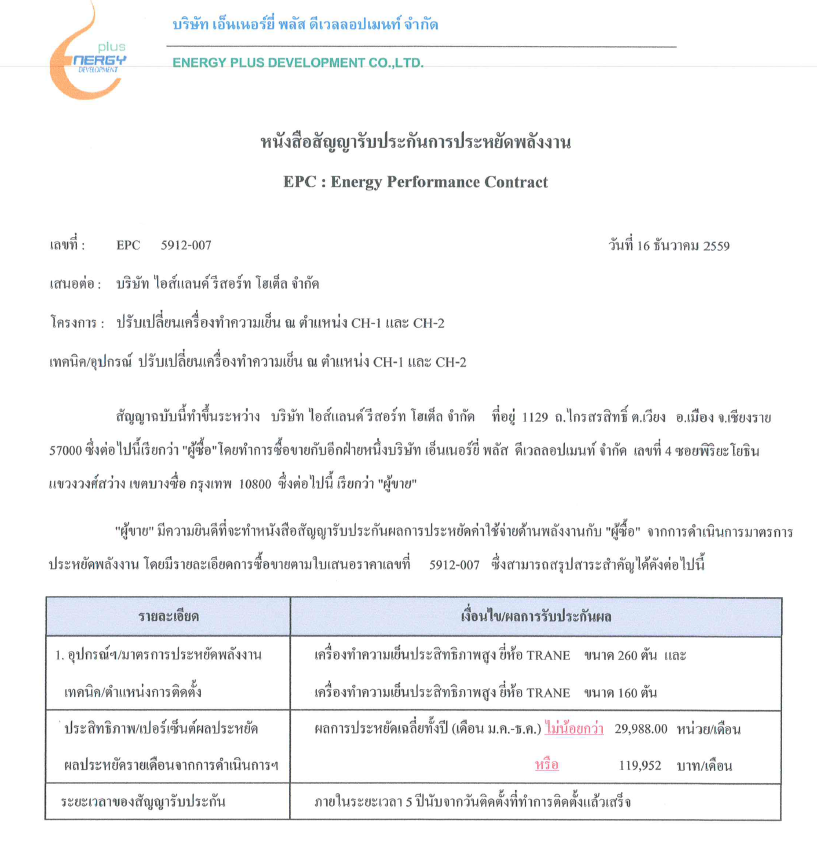 บริษัท เอ็นเนอร์ยี่ พลัส ดีเวลลอปเมนท์ จำกัด
plus
ENERGY
DEVELOPMENT
ENERGY PLUS DEVELOPMENT CO.,LTD.
หนังสือสัญญารับประกันการประหยัดพลังงาน
EPC : Energy Performance Contract
เลขที่ : EPC 5912-007 วันที่ 16 ธันวาคม 2559
เสนอต่อ : บริษัท ไอส์แลนด์ รีสอร์ท โฮเต็ล จำกัด
โครงการ : ปรับเปลี่ยนเครื่องทำความเย็น ณ ตำแหน่ง CH-1 และ CH-2
เทคนิค/อุปกรณ์ ปรับเปลี่ยนเครื่องทำความเย็น ณ ตำแหน่ง CH-1 และ CH-2
สัญญาฉบับนี้ทำขึ้นระหว่าง บริษัท ไอส์แลนด์ รีสอร์ท โฮเต็ล จำกัด ที่อยู่ 1129 ถ.ไกรสรสิทธิ์ ต.เวียง อ.เมือง จ.เชียงราย
57000 ซึ่งต่อไปนี้เรียกว่า "ผู้ซื้อ" โดยทำการซื้อขายกับอีกฝ่ายหนึ่งบริษัท เอ็นเนอร์ยี่ พลัส ดีเวลลอปเมนท์ จำกัด เลขที่ 4 ซอยพิริยะโยธิน
แขวงวงศ์สว่าง เขตบางซื่อ กรุงเทพ 10800 ซึ่งต่อไปนี้ เรียกว่า "ผู้ขาย"
"ผู้ขาย" มีความยินดีที่จะทำหนังสือสัญญารับประกันผลการประหยัดค่าใช้จ่ายด้านพลังงานกับ "ผู้ซื้อ" จากการดำเนินการมาตรการ
ประหยัดพลังงาน โดยมีรายละเอียดการซื้อขายตามใบเสนอราคาเลขที่ 5912-007 ซึ่งสามารถสรุปสาระสำคัญได้ดังต่อไปนี้
รายละเอียด เงื่อนไข/ผลการรับประกันผล
1. อุปกรณ์ฯ/มาตรการประหยัดพลังงาน เครื่องทำความเย็นประสิทธิภาพสูง ยี่ห้อ TRANE ขนาด 260 ตัน และ
เทคนิค/ตำแหน่งการติดตั้ง เครื่องทำความเย็นประสิทธิภาพสูง ยี่ห้อ TRANE ขนาด 160 ตัน
ประสิทธิภาพ/เปอร์เซ็นต์ผลประหยัด ผลการประหยัดเฉลี่ยทั้งปี (เดือน ม.ค.-ธ.ค.) ไม่น้อยกว่า 29,988.00 หน่วย/เดือน
ผลประหยัดรายเดือนจากการดำเนินการฯ หรือ 119,952 บาท/เดือน
ระยะเวลาของสัญญารับประกัน ภายในระยะเวลา 5 ปีนับจากวันติดตั้งที่ทำการติดตั้งแล้วเสร็จ